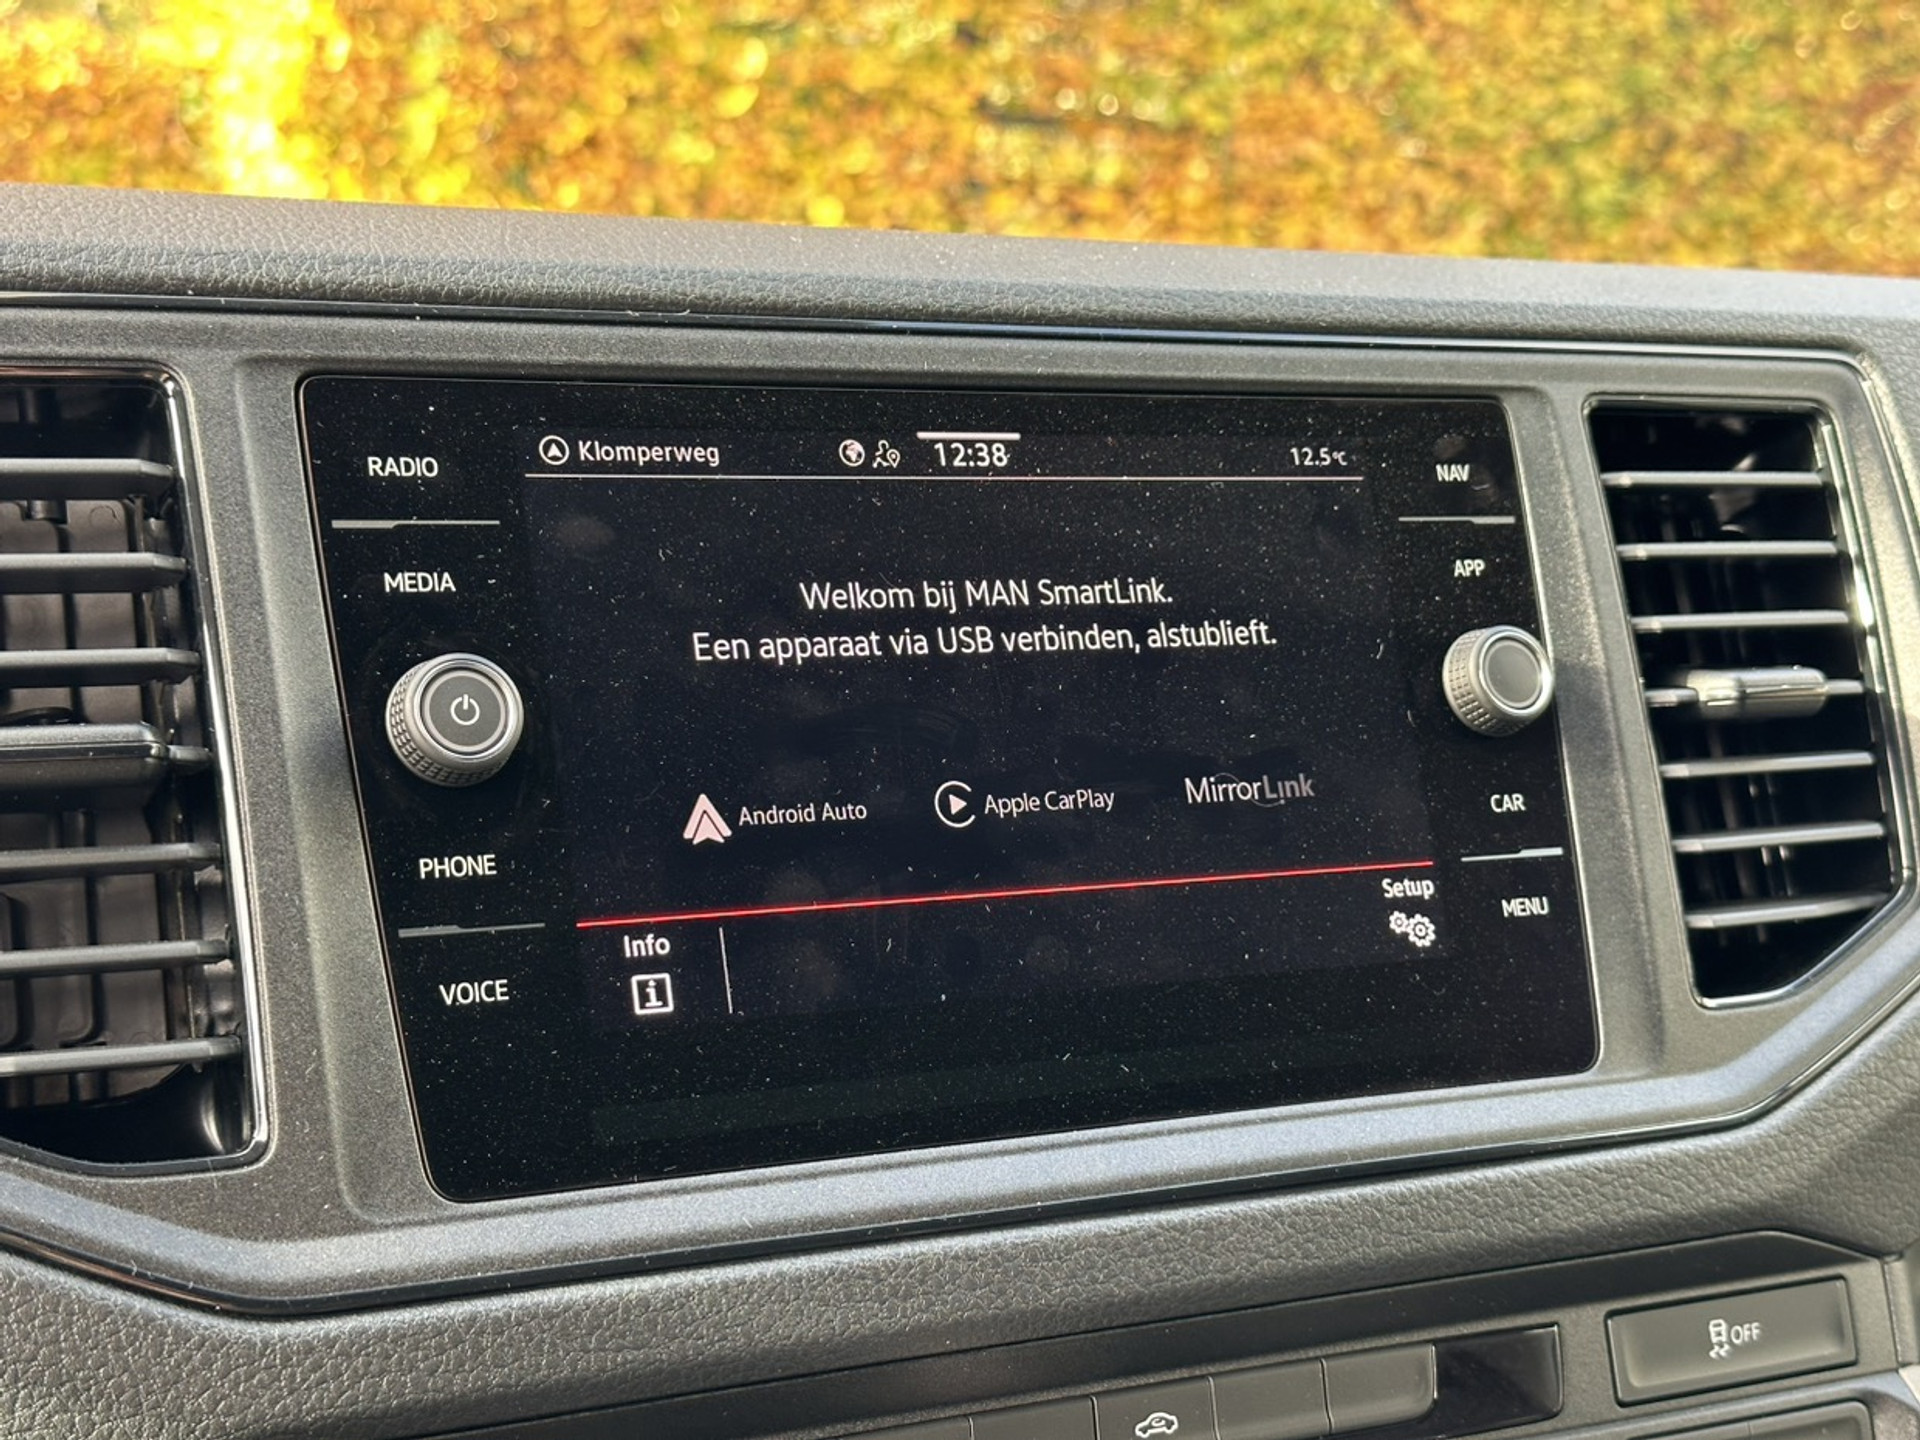 RADIO
MEDIA
PHONE
VOICE
Klomperweg
12:38
12.5°C
Welkom bij MAN SmartLink.
Een apparaat via USB verbinden, alstublieft.
Android Auto
Apple CarPlay
MirrorLink
Info
Setup
NAV
APP
CAR
MENU
OFF